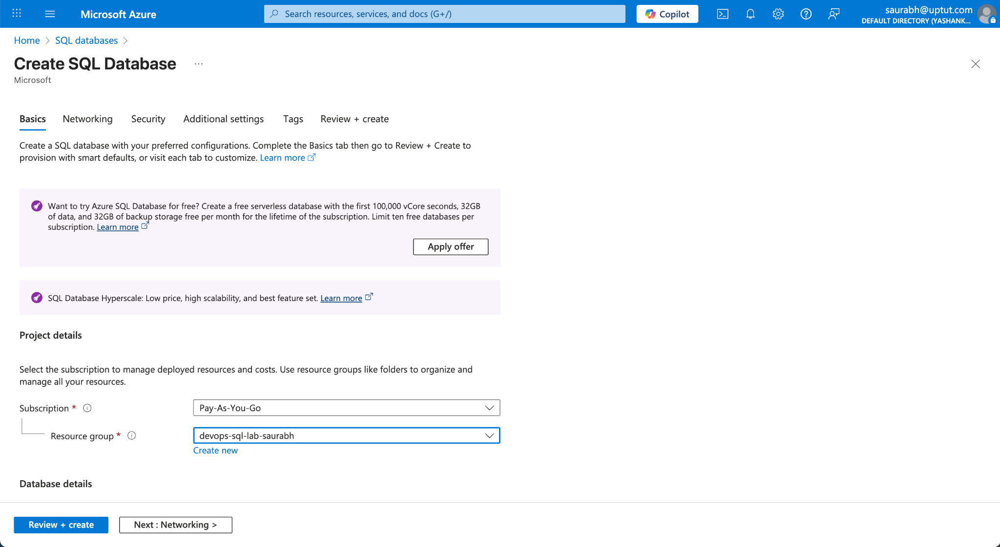 Microsoft Azure
Search resources, services, and docs (G+/)
Copilot
saurabh@uptut.com
DEFAULT DIRECTORY (YASHANK...
Home > SQL databases >
Create SQL Database ...
Microsoft
Basics Networking Security Additional settings Tags Review + create
Create a SQL database with your preferred configurations. Complete the Basics tab then go to Review + Create to
provision with smart defaults, or visit each tab to customize. Learn more
Want to try Azure SQL Database for free? Create a free serverless database with the first 100,000 vCore seconds, 32GB
of data, and 32GB of backup storage free per month for the lifetime of the subscription. Limit ten free databases per
subscription. Learn more
Apply offer
SQL Database Hyperscale: Low price, high scalability, and best feature set. Learn more
Project details
Select the subscription to manage deployed resources and costs. Use resource groups like folders to organize and
manage all your resources.
Subscription *
Pay-As-You-Go
Resource group *
devops-sql-lab-saurabh
Create new
Database details
Review + create
Next : Networking >